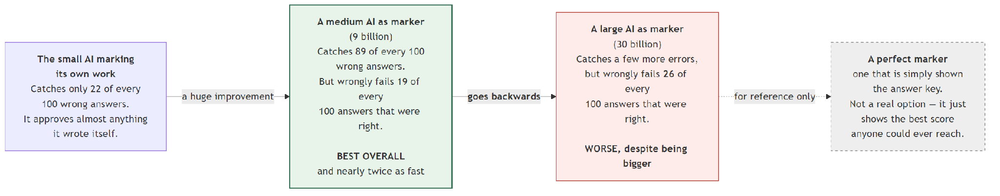 The small AI marking
its own work
Catches only 22 of every
100 wrong answers.
It approves almost anything
it wrote itself.
a huge improvement
A medium AI as marker
(9 billion)
Catches 89 of every 100
wrong answers.
But wrongly fails 19 of
every
100 answers that were
right.
BEST OVERALL
and nearly twice as fast
goes backwards
A large AI as marker
(30 billion)
Catches a few more errors,
but wrongly fails 26 of
every
100 answers that were
right.
WORSE, despite being
bigger
for reference only
A perfect marker
one that is simply shown
the answer key.
Not a real option — it just
shows the best score
anyone could ever reach.